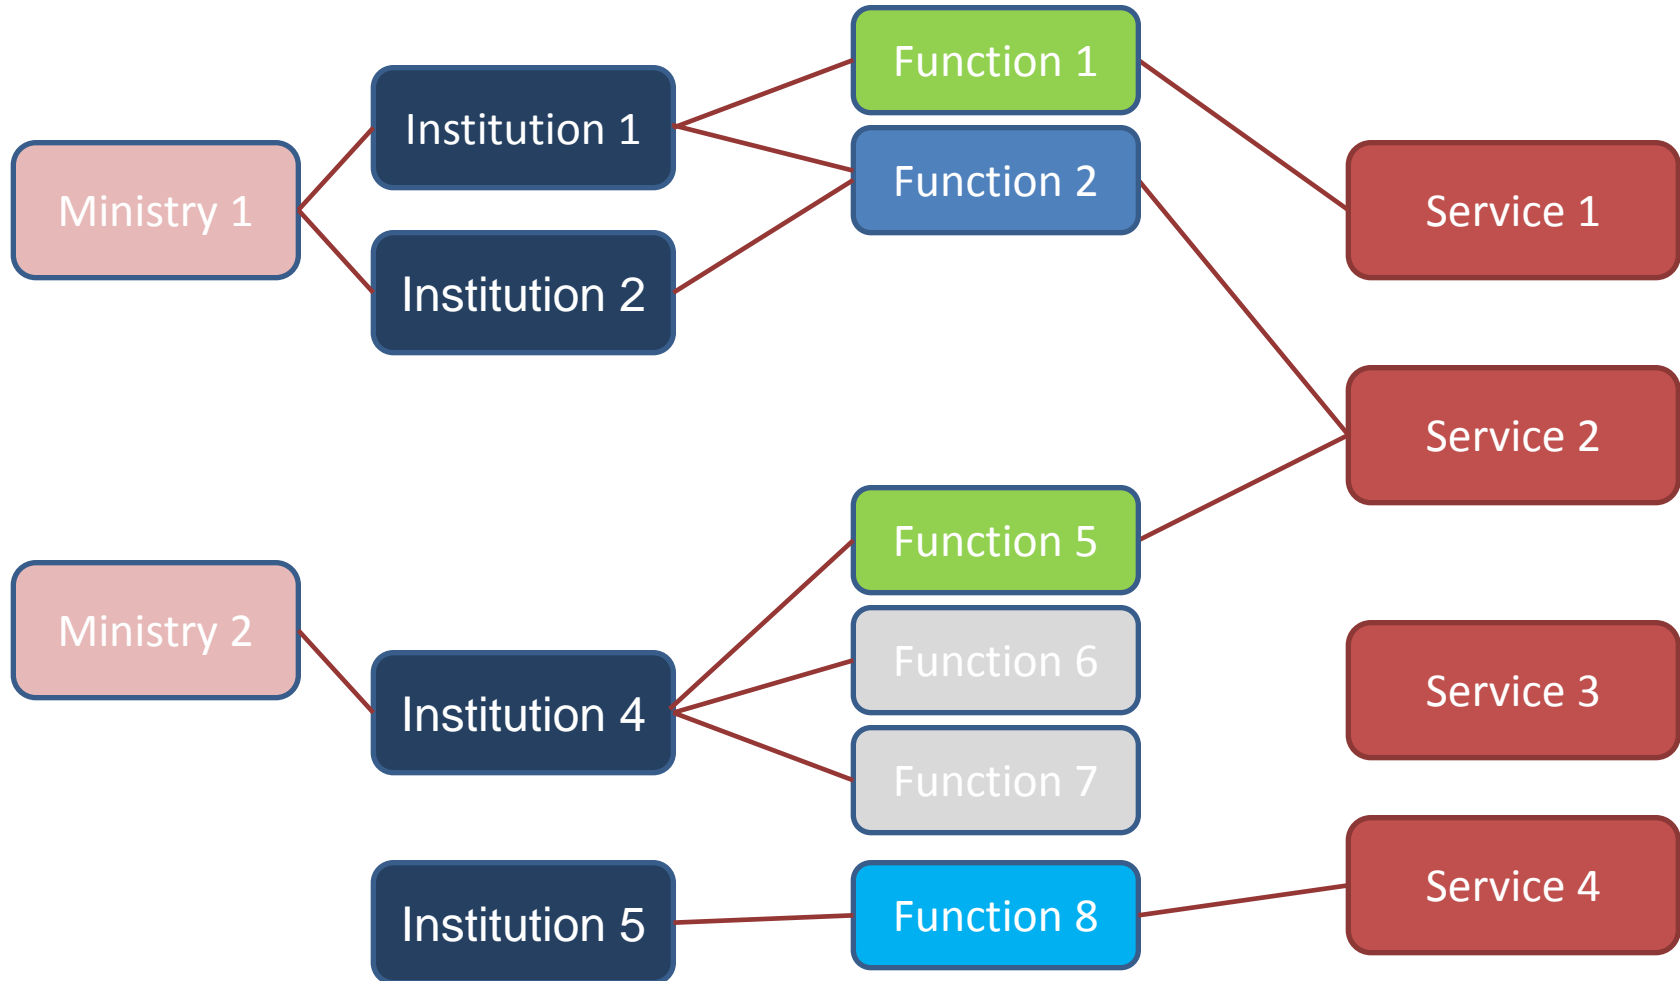 Ministry 1
Institution 1
Institution 2
Function 1
Function 2
Service 1
Service 2
Ministry 2
Institution 4
Institution 5
Function 5
Function 6
Function 7
Function 8
Service 3
Service 4